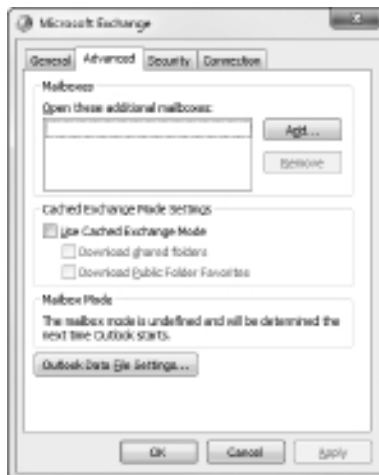 Microsoft Exchange
General Advanced Security Connection
Mailboxes
Open these additional mailboxes:
Add...
Remove
Cached Exchange Mode Settings
Use Cached Exchange Mode
Download shared folders
Download Public Folder Favorites
Mailbox Mode
The mailbox mode is undefined and will be determined the
next time Outlook starts.
Outlook Data File Settings...
OK Cancel Apply